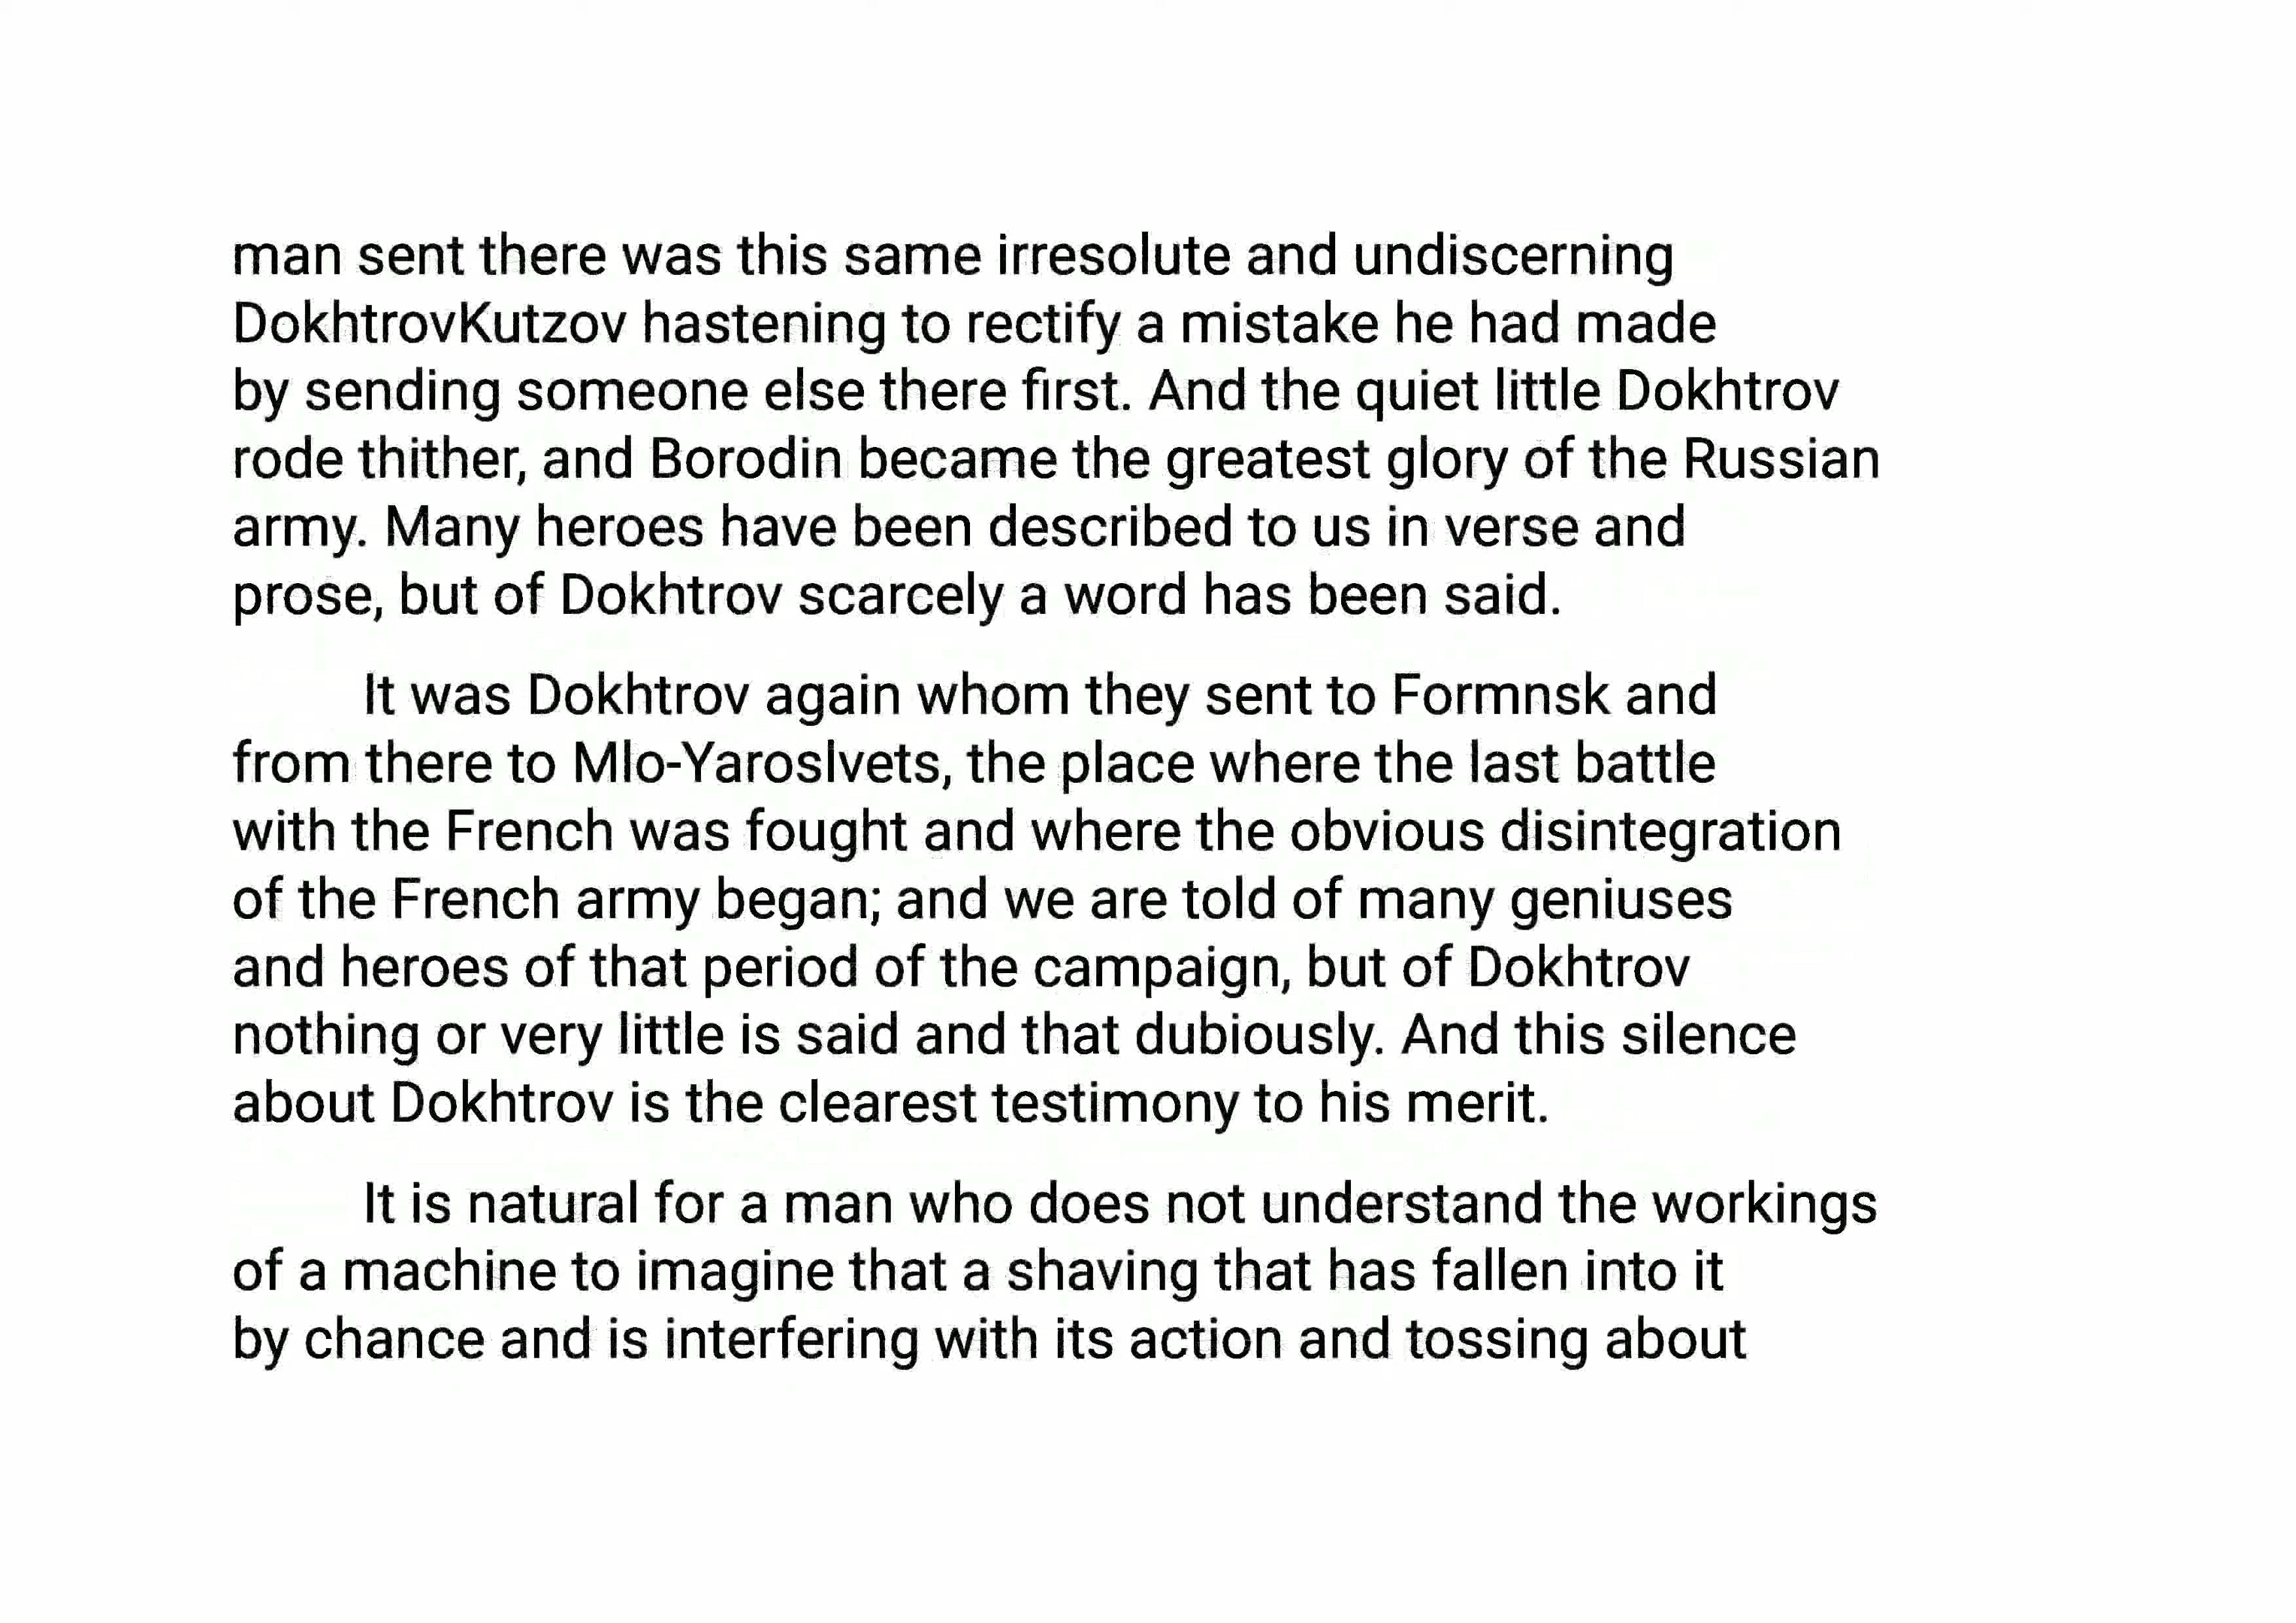 man sent there was this same irresolute and undiscerning
DokhtrovKutzov hastening to rectify a mistake he had made
by sending someone else there first. And the quiet little Dokhtrov
rode thither, and Borodin became the greatest glory of the Russian
army. Many heroes have been described to us in verse and
prose, but of Dokhtrov scarcely a word has been said.
It was Dokhtrov again whom they sent to Formnsk and
from there to Mlo-Yaroslvets, the place where the last battle
with the French was fought and where the obvious disintegration
of the French army began; and we are told of many geniuses
and heroes of that period of the campaign, but of Dokhtrov
nothing or very little is said and that dubiously. And this silence
about Dokhtrov is the clearest testimony to his merit.
It is natural for a man who does not understand the workings
of a machine to imagine that a shaving that has fallen into it
by chance and is interfering with its action and tossing about